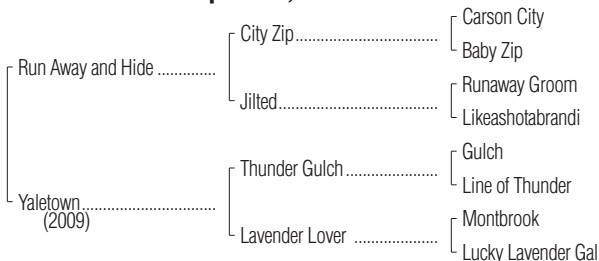 Carson City
City Zip
Baby Zip
Run Away and Hide
Runaway Groom
Jilted
Likeashotabrandi
Gulch
Thunder Gulch
Line of Thunder
Yaletown
(2009)
Montbrook
Lavender Lover
Lucky Lavender Gal